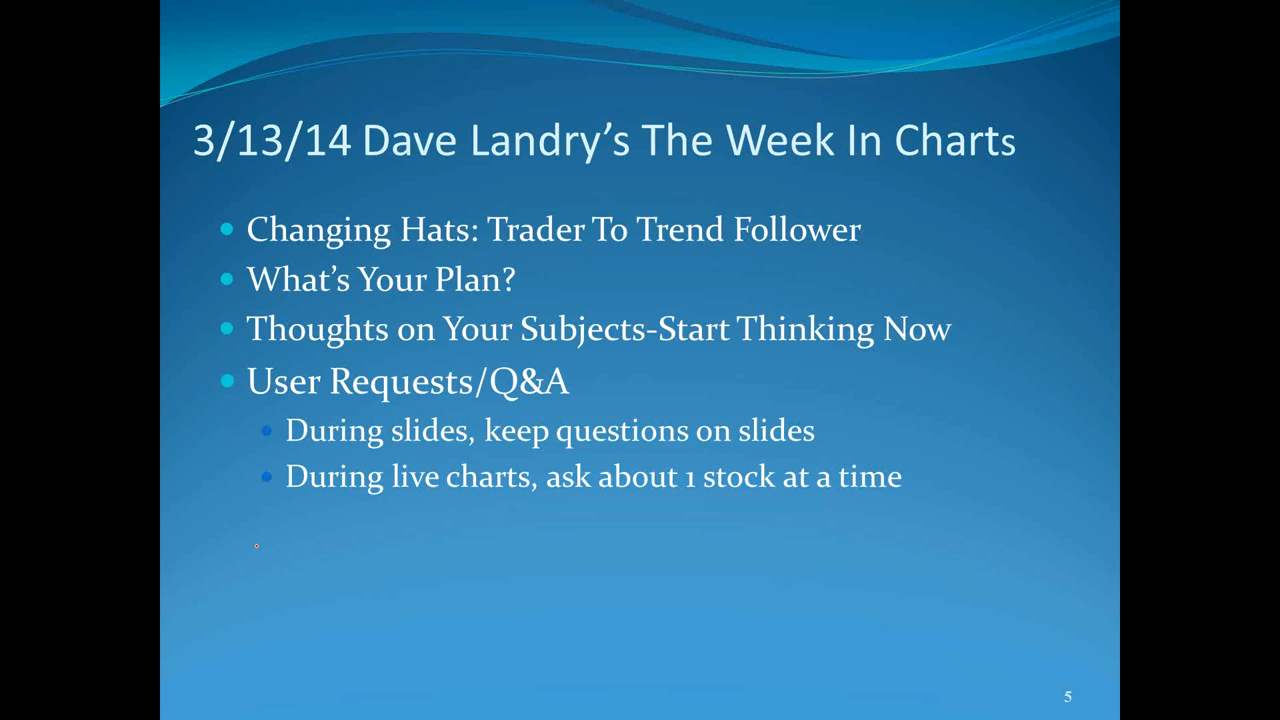 3/13/14 Dave Landry’s The Week In Charts
Changing Hats: Trader To Trend Follower
What’s Your Plan?
Thoughts on Your Subjects-Start Thinking Now
User Requests/Q&A
During slides, keep questions on slides
During live charts, ask about 1 stock at a time
5